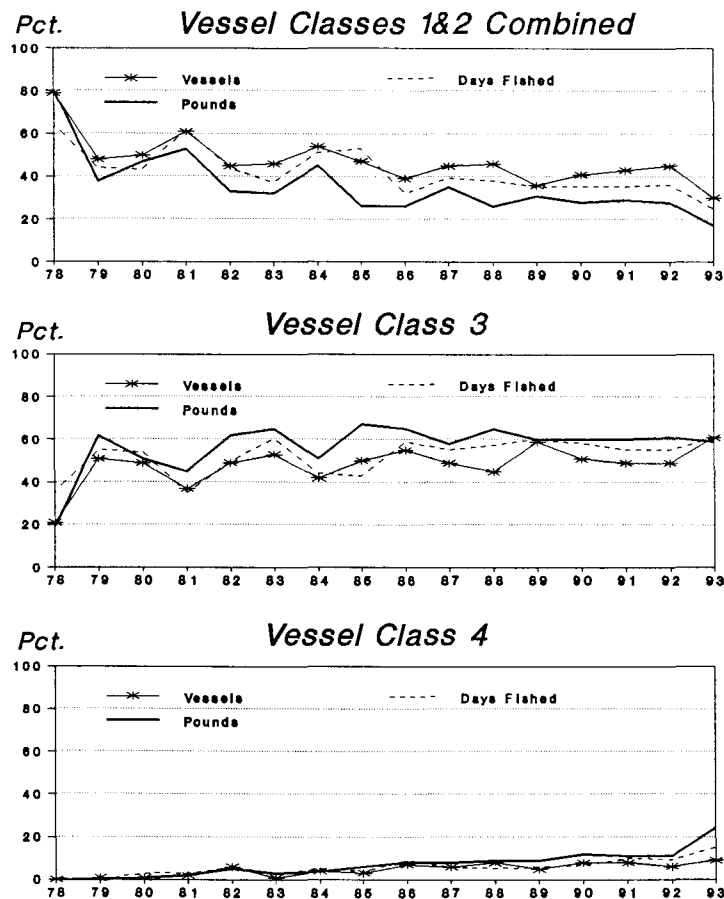 Pct. Vessel Classes 1&2 Combined
100
Vessels Days Fished
80
Pounds
60
40
20
0
78 79 80 81 82 83 84 85 86 87 88 89 90 91 92 93
Pct. Vessel Class 3
100
Vessels Days Fished
80
Pounds
60
40
20
0
78 79 80 81 82 83 84 85 86 87 88 89 90 91 92 93
Pct. Vessel Class 4
100
Vessels Days Fished
80
Pounds
60
40
20
0
78 79 80 81 82 83 84 85 86 87 88 89 90 91 92 93